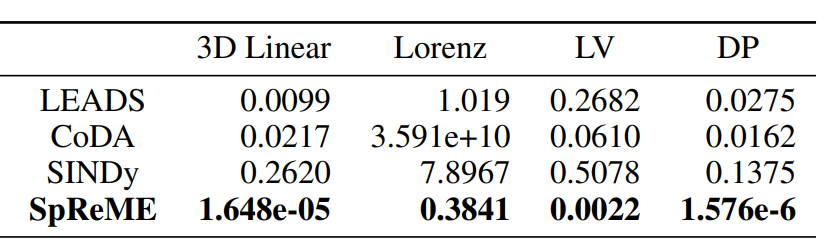 3D Linear Lorenz LV DP
LEADS 0.0099 1.019 0.2682 0.0275
CoDA 0.0217 3.591e+10 0.0610 0.0162
SINDy 0.2620 7.8967 0.5078 0.1375
SpReME 1.648e-05 0.3841 0.0022 1.576e-6